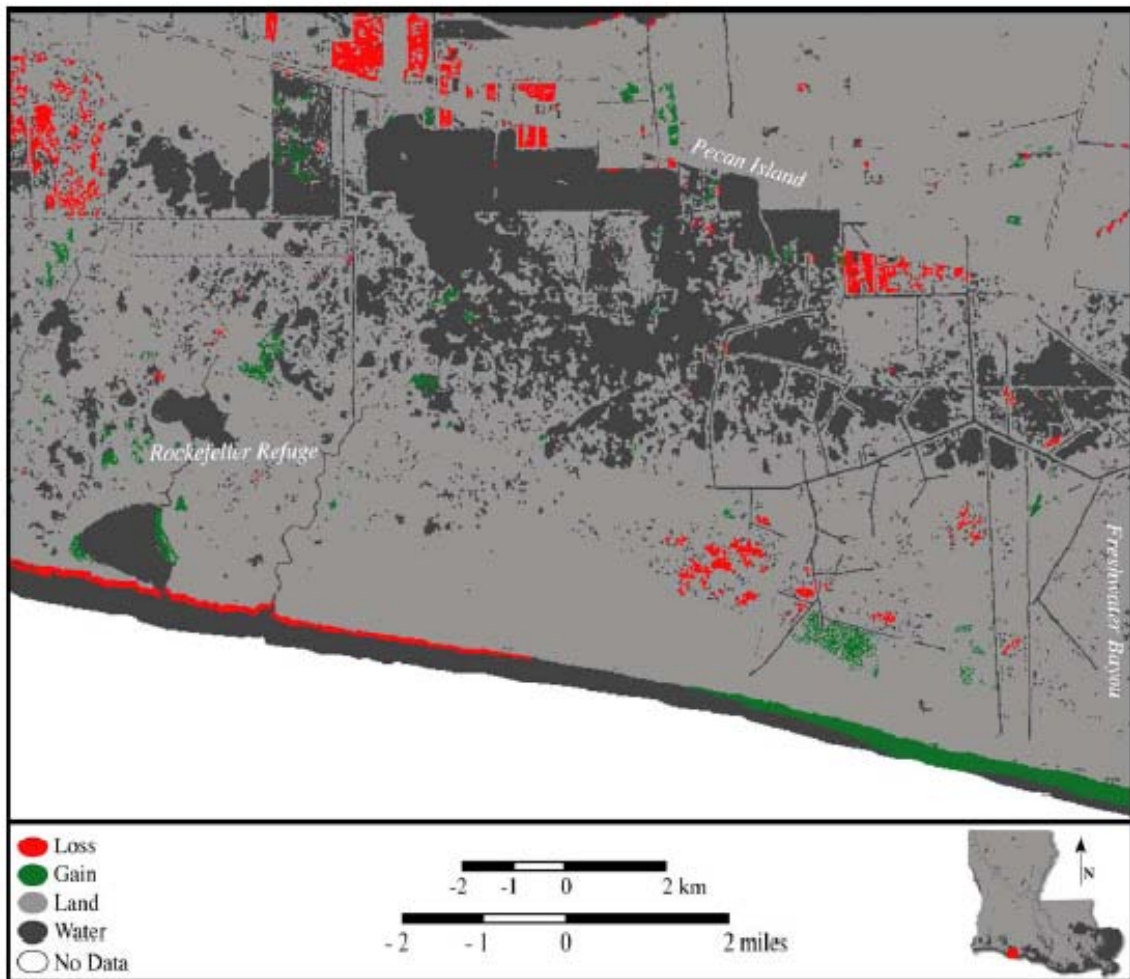 Pecan Island
Rockefeller Refuge
Freshwater Bayou
Loss
Gain
Land
Water
No Data
-2 -1 0 2 km
-2 -1 0 2 miles
N